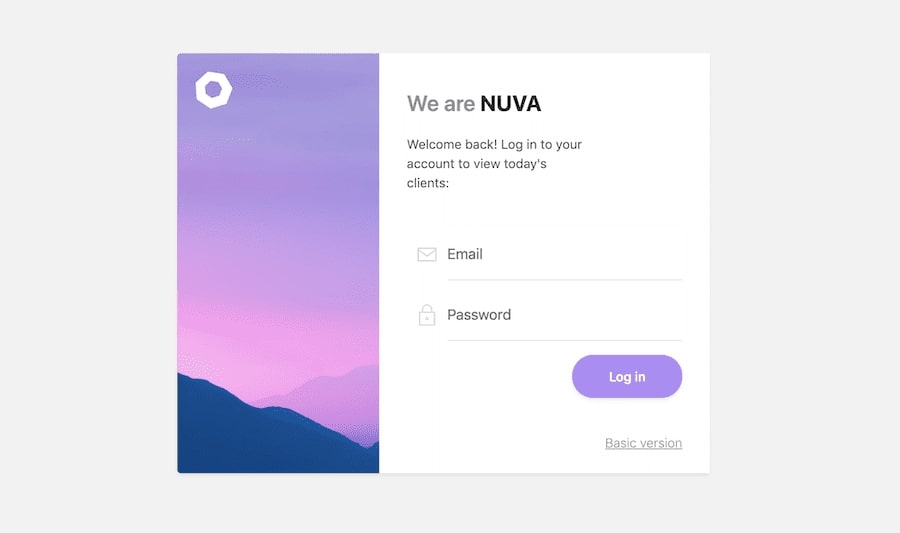 We are NUVA
Welcome back! Log in to your
account to view today's
clients:
Email
Password
Log in
Basic version